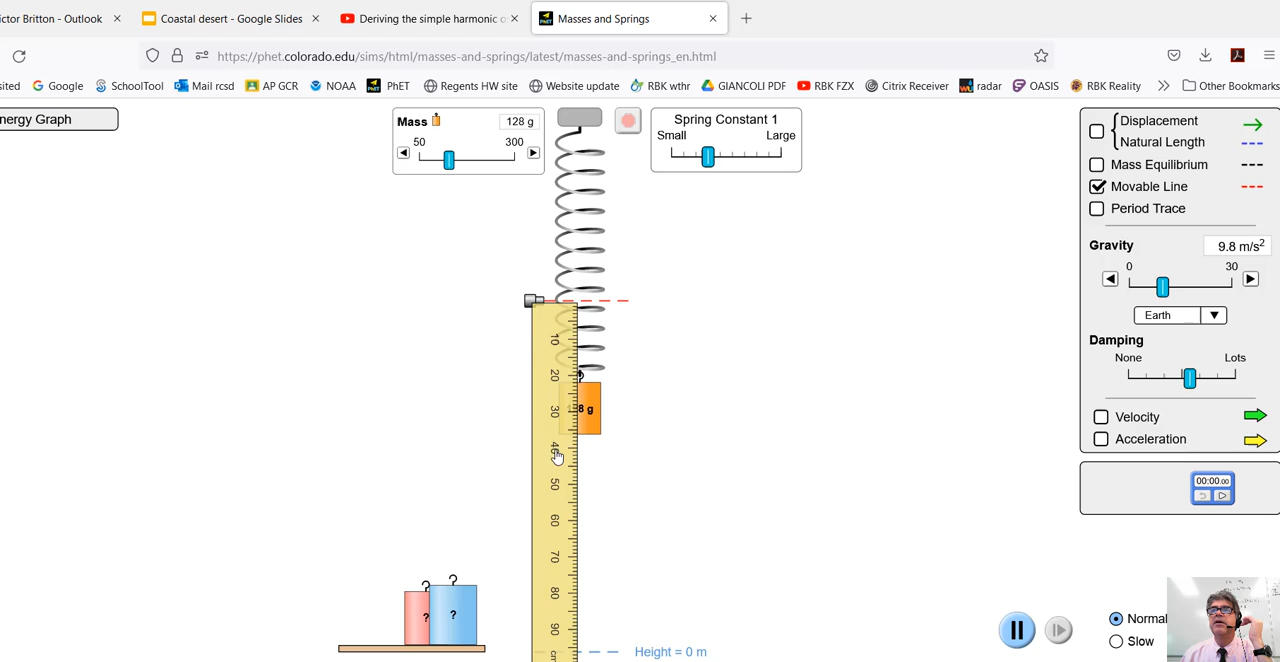 ictor Britton - Outlook × Coastal desert - Google Slides × Deriving the simple harmonic o × Masses and Springs × +
https://phet.colorado.edu/sims/html/masses-and-springs/latest/masses-and-springs_en.html
sited Google SchoolTool Mail rcsd AP GCR NOAA PhET Regents HW site Website update RBK wthr GIANCOLI PDF RBK FZX Citrix Receiver radar OASIS RBK Reality Other Bookmarks
nergy Graph
Mass 128 g
50 300
Spring Constant 1
Small Large
Displacement
Natural Length
Mass Equilibrium
Movable Line
Period Trace
Gravity 9.8 m/s²
0 30
Earth
Damping
None Lots
Velocity
Acceleration
00:00.00
10
20
30
8 g
40
50
60
70
80
90
cm
? ?
? ?
Height = 0 m
Normal
Slow